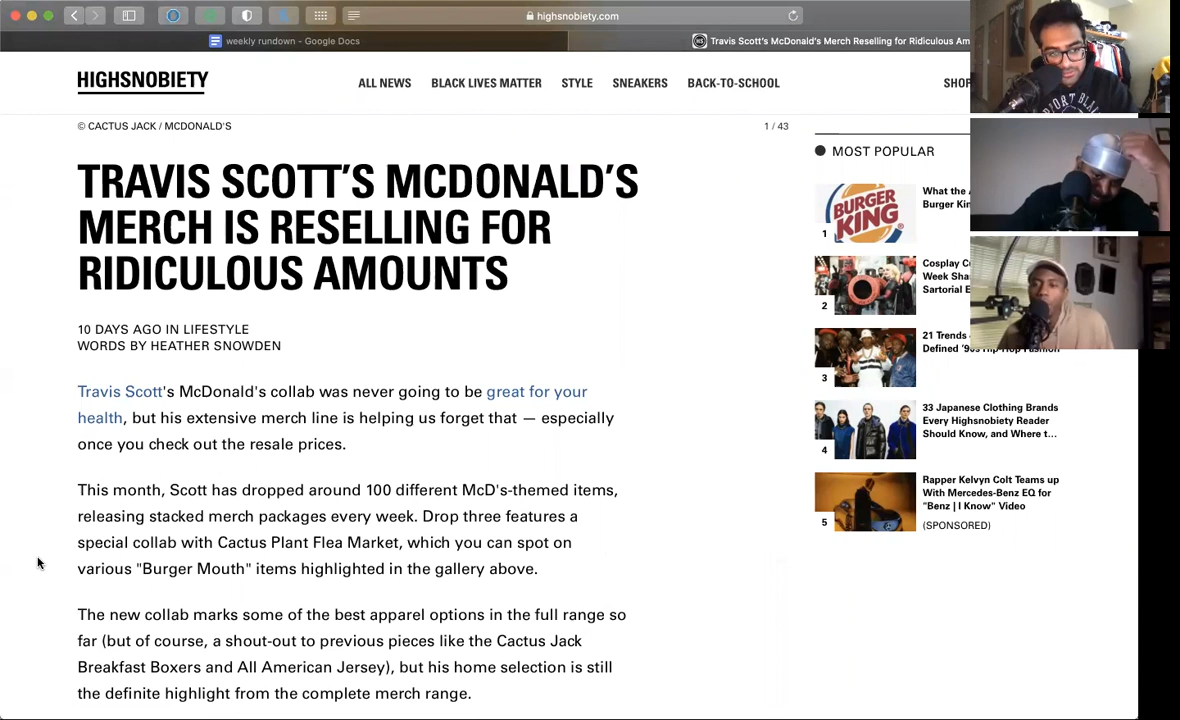 highsnobiety.com
weekly rundown - Google Docs
Travis Scott's McDonald's Merch Reselling for Ridiculous Am
HIGHSNOBIETY
ALL NEWS
BLACK LIVES MATTER
STYLE
SNEAKERS
BACK-TO-SCHOOL
SHOP
© CACTUS JACK / MCDONALD'S
1 / 43
TRAVIS SCOTT'S MCDONALD'S
MERCH IS RESELLING FOR
RIDICULOUS AMOUNTS
10 DAYS AGO IN LIFESTYLE
WORDS BY HEATHER SNOWDEN
Travis Scott's McDonald's collab was never going to be great for your
health, but his extensive merch line is helping us forget that — especially
once you check out the resale prices.
This month, Scott has dropped around 100 different McD's-themed items,
releasing stacked merch packages every week. Drop three features a
special collab with Cactus Plant Flea Market, which you can spot on
various "Burger Mouth" items highlighted in the gallery above.
The new collab marks some of the best apparel options in the full range so
far (but of course, a shout-out to previous pieces like the Cactus Jack
Breakfast Boxers and All American Jersey), but his home selection is still
the definite highlight from the complete merch range.
MOST POPULAR
BURGER
KING
1
What the
Burger
2
Cosplay
Week
Sartorial
3
21 Trends
Defined '90s Hip-Hop Fashion
4
33 Japanese Clothing Brands
Every Highsnobiety Reader
Should Know, and Where t...
5
Rapper Kelvyn Colt Teams up
With Mercedes-Benz EQ for
"Benz | I Know" Video
(SPONSORED)